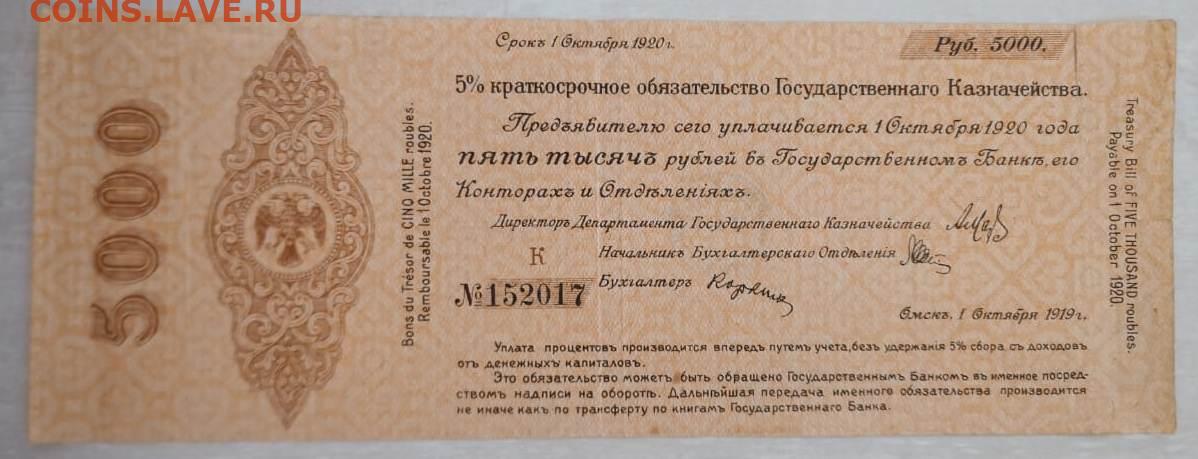 COINS.LAVE.RU
5000
Bons du Trésor de CINQ MILLE roubles.
Remboursable le 1 Octobre 1920.
Срокъ 1 Октября 1920 г.
Руб. 5000.
5% краткосрочное обязательство Государственнаго Казначейства.
Предъявителю сего уплачивается 1 Октября 1920 года
пять тысячъ рублей въ Государственномъ Банкѣ, его
Конторахъ и Отдѣленіяхъ.
Директоръ Департамента Государственнаго Казначейства
К
Начальникъ Бухгалтерскаго Отдѣленія
Бухгалтеръ
№152017
Омскъ, 1 Октября 1919 г.
Уплата процентовъ производится впередъ путемъ учета, безъ удержанія 5% сбора съ доходовъ
отъ денежныхъ капиталовъ.
Это обязательство можетъ быть обращено Государственнымъ Банкомъ въ именное посред-
ствомъ надписи на оборотѣ. Дальнѣйшая передача именного обязательства производится
не иначе какъ по трансферту по книгамъ Государственнаго Банка.
Treasury Bill of FIVE THOUSAND roubles.
Payable on 1 October 1920.